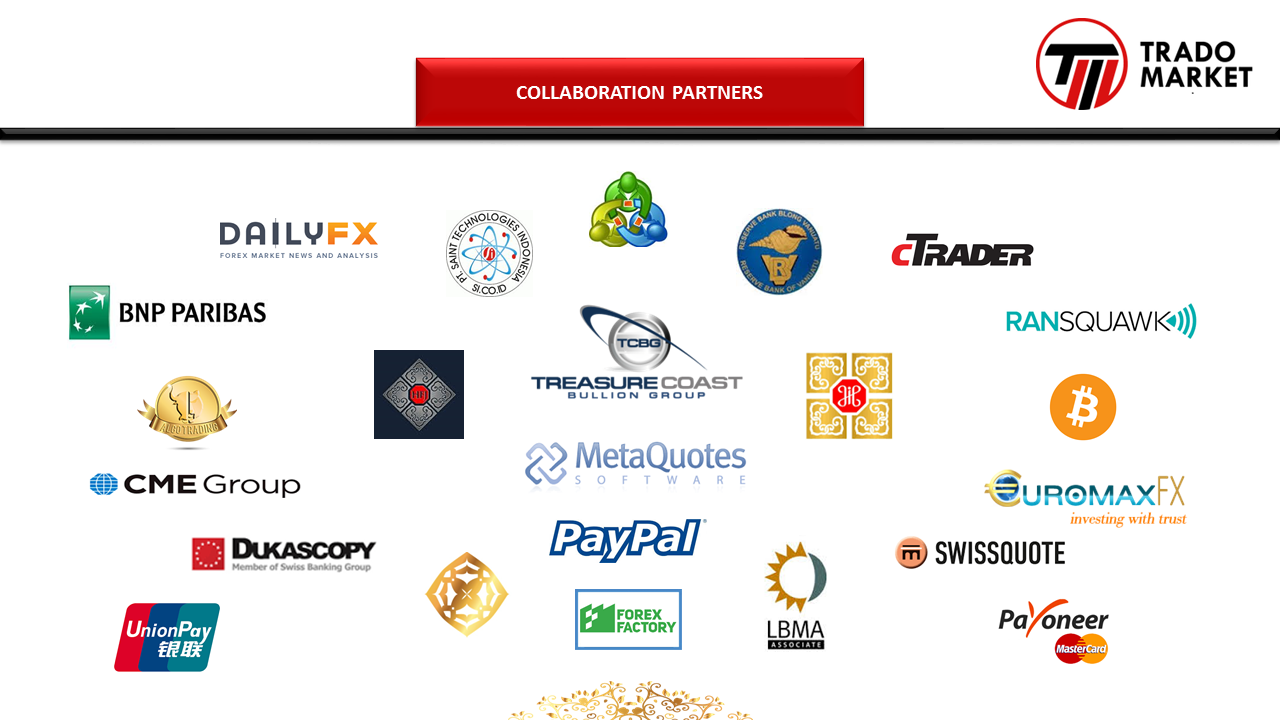 TRADO
MARKET
COLLABORATION PARTNERS
DAILYFX
FOREX MARKET NEWS AND ANALYSIS
PT. SAINT TECHNOLOGIES INDONESIA
SI.CO.ID
RESERVE BANK BLONG VANUATU
RESERVE BANK OF VANUATU
cTRADER
BNP PARIBAS
RANSQUAWK
TCBG
TREASURE COAST
BULLION GROUP
ALGOTRADING
MetaQuotes
SOFTWARE
CME Group
EUROMAXFX
investing with trust
PayPal
DUKASCOPY
Member of Swiss Banking Group
SWISSQUOTE
FOREX
FACTORY
LBMA
ASSOCIATE
UnionPay
银联
Payoneer
MasterCard